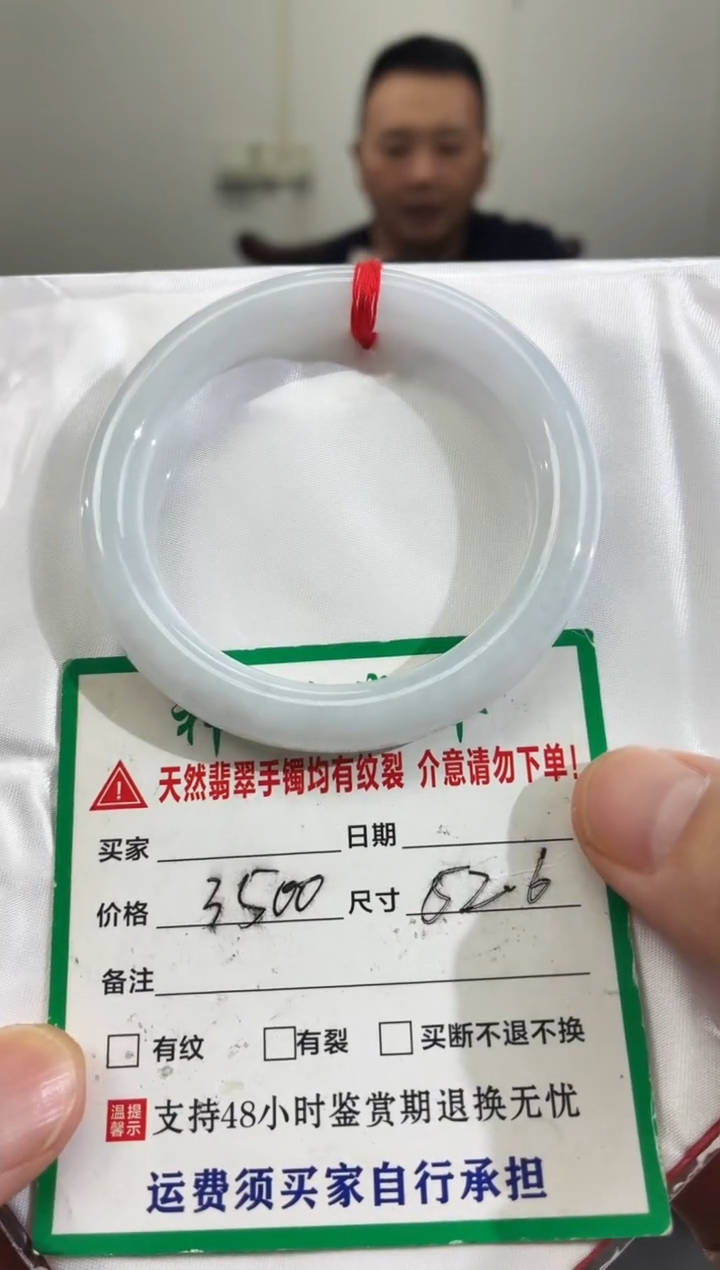 天然翡翠手镯均有纹裂 介意请勿下单!
买家 日期
价格 3500 尺寸 52.6
备注
有纹 有裂 买断不退不换
温馨提示 支持48小时鉴赏期退换无忧
运费须买家自行承担